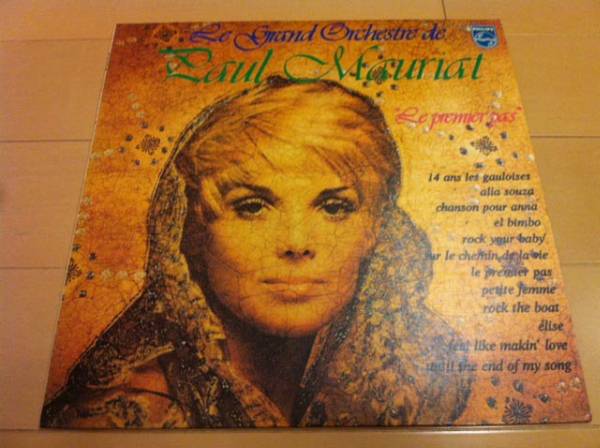 Le Grand Orchestre de
PHILIPS
Paul Mauriat
"Le premier pas"
14 ans les gauloises
alla souza
chanson pour anna
el bimbo
rock your baby
sur le chemin de la vie
le premier pas
petite femme
rock the boat
élise
feel like makin' love
until the end of my song